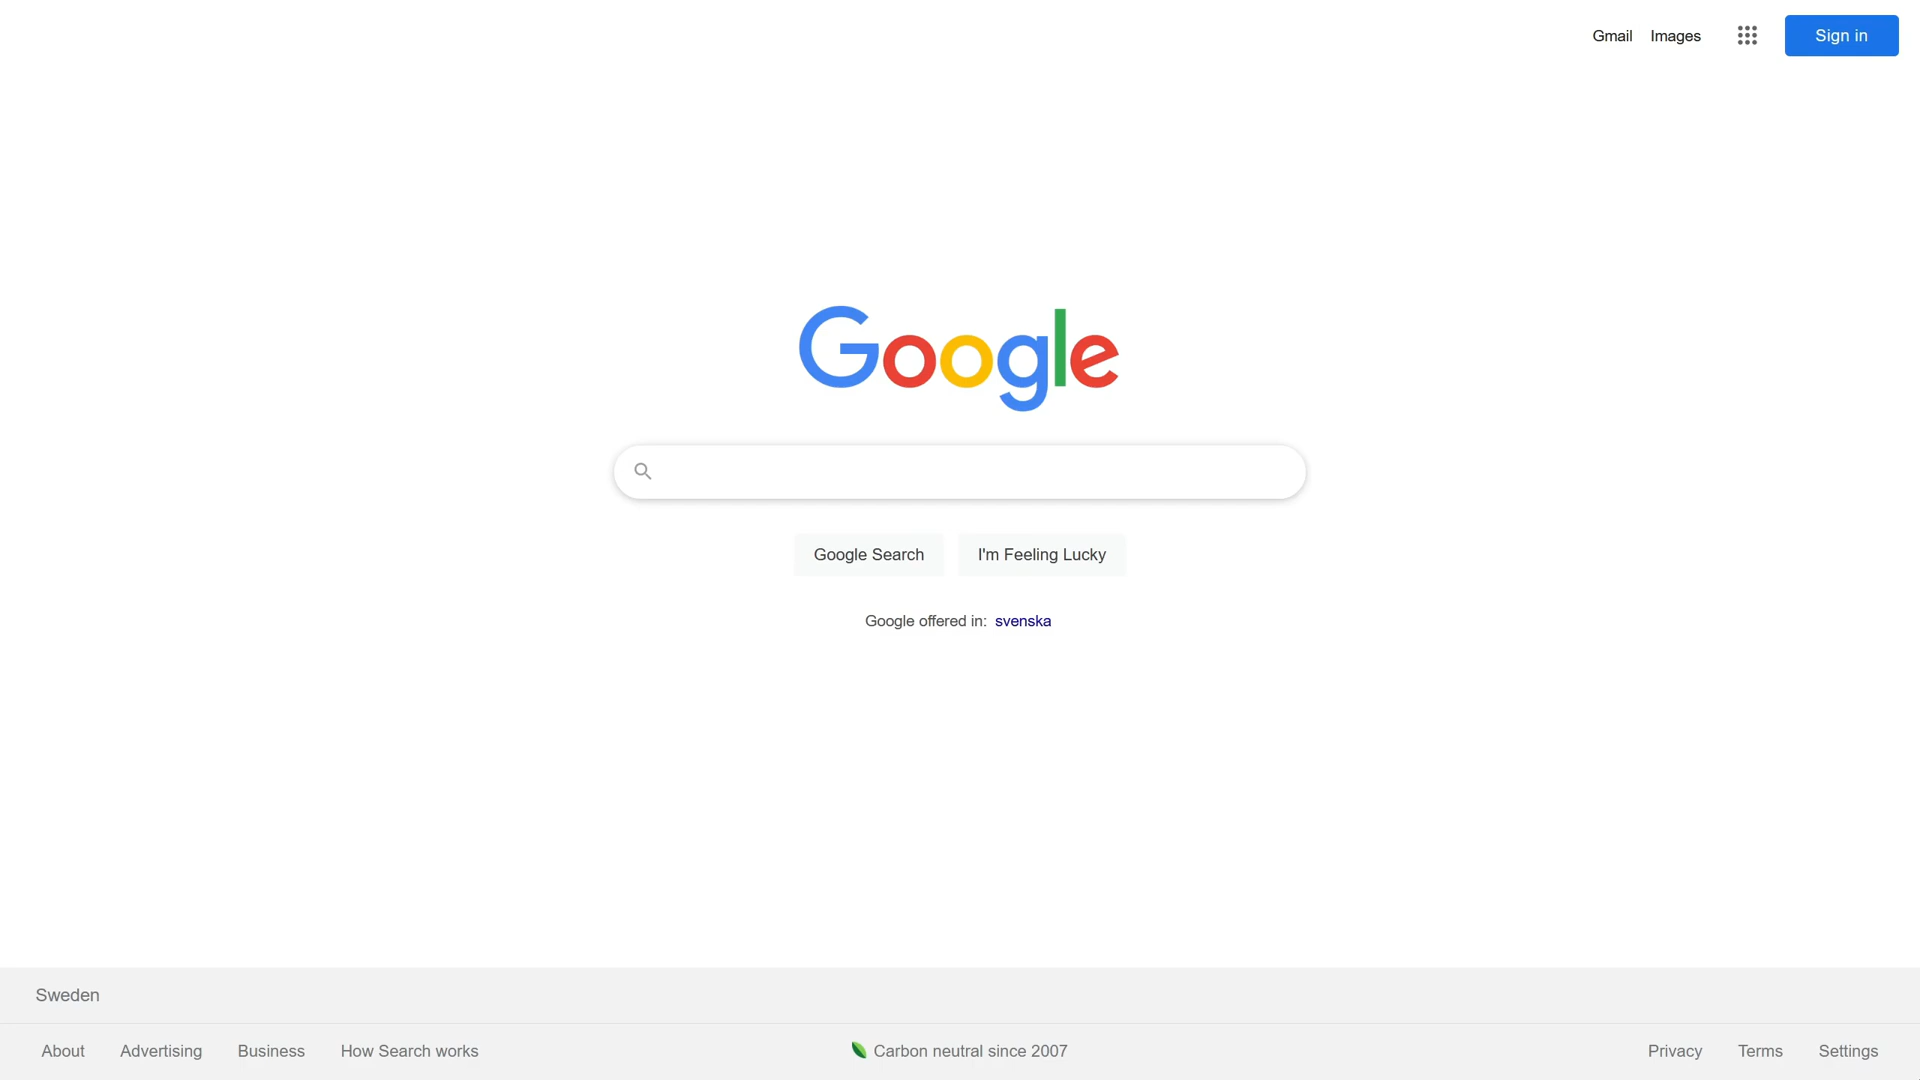 Gmail Images Sign in
Google
Google Search I'm Feeling Lucky
Google offered in: svenska
Sweden
About Advertising Business How Search works Carbon neutral since 2007 Privacy Terms Settings